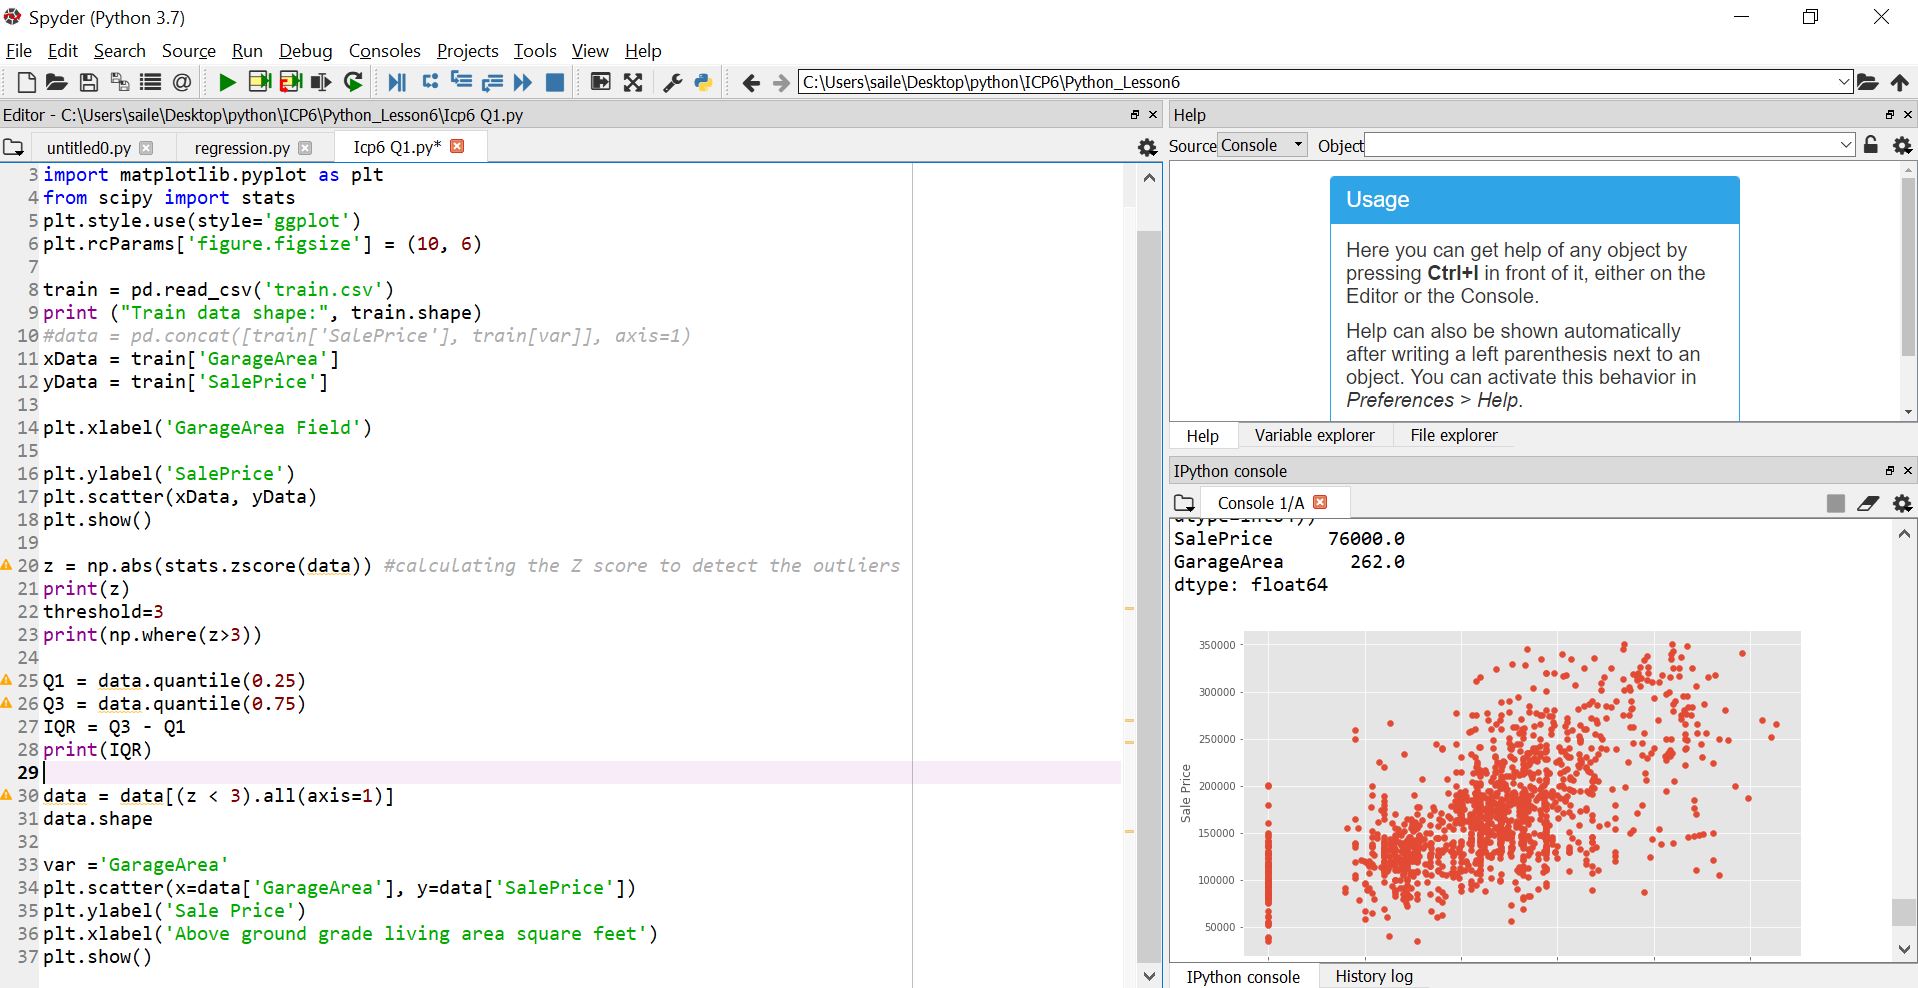 Spyder (Python 3.7)
File Edit Search Source Run Debug Consoles Projects Tools View Help
C:\Users\saile\Desktop\python\ICP6\Python_Lesson6
Editor - C:\Users\saile\Desktop\python\ICP6\Python_Lesson6\Icp6 Q1.py
untitled0.py regression.py Icp6 Q1.py*
3 import matplotlib.pyplot as plt
4 from scipy import stats
5 plt.style.use(style='ggplot')
6 plt.rcParams['figure.figsize'] = (10, 6)
7
8 train = pd.read_csv('train.csv')
9 print ("Train data shape:", train.shape)
10 #data = pd.concat([train['SalePrice'], train[var]], axis=1)
11 xData = train['GarageArea']
12 yData = train['SalePrice']
13
14 plt.xlabel('GarageArea Field')
15
16 plt.ylabel('SalePrice')
17 plt.scatter(xData, yData)
18 plt.show()
19
20 z = np.abs(stats.zscore(data)) #calculating the Z score to detect the outliers
21 print(z)
22 threshold=3
23 print(np.where(z>3))
24
25 Q1 = data.quantile(0.25)
26 Q3 = data.quantile(0.75)
27 IQR = Q3 - Q1
28 print(IQR)
29
30 data = data[(z < 3).all(axis=1)]
31 data.shape
32
33 var ='GarageArea'
34 plt.scatter(x=data['GarageArea'], y=data['SalePrice'])
35 plt.ylabel('Sale Price')
36 plt.xlabel('Above ground grade living area square feet')
37 plt.show()
Help
Source Console Object
Usage
Here you can get help of any object by
pressing Ctrl+I in front of it, either on the
Editor or the Console.
Help can also be shown automatically
after writing a left parenthesis next to an
object. You can activate this behavior in
Preferences > Help.
Help Variable explorer File explorer
IPython console
Console 1/A
dtype=int64))
SalePrice 76000.0
GarageArea 262.0
dtype: float64
350000
300000
250000
200000
150000
100000
50000
Sale Price
IPython console History log